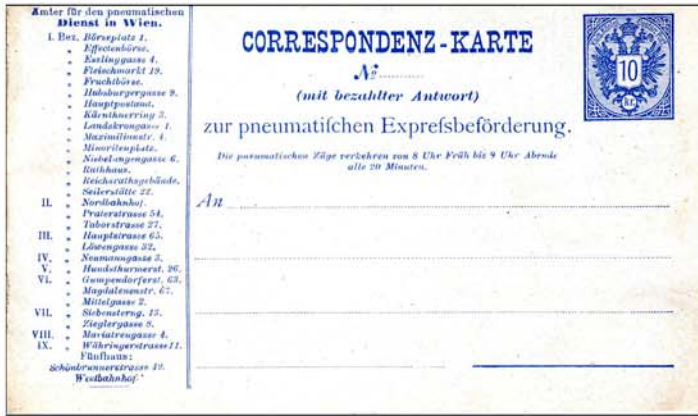 Ämter für den pneumatischen
Dienst in Wien.
I. Bez. Börseplatz 1.
„ Effectenbörse.
„ Esslinggasse 4.
„ Fleischmarkt 19.
„ Fruchtbörse.
„ Habsburgergasse 9.
„ Hauptpostamt.
„ Kärnthnerring 3.
„ Landskrongasse 1.
„ Maximilianstr. 4.
„ Minoritenplatz.
„ Niebelungengasse 6.
„ Rathhaus.
„ Reichsrathsgebäude.
„ Seilerstätte 22.
II. „ Nordbahnhof.
„ Praterstrasse 54.
„ Taborstrasse 27.
III. „ Hauptstrasse 65.
„ Löwengasse 32.
IV. „ Neumanngasse 3.
V. „ Hundsthurmerst. 26.
VI. „ Gumpendorferst. 63.
„ Magdalenenstr. 67.
„ Mittelgasse 2.
VII. „ Siebensterng. 13.
„ Zieglergasse 8.
VIII. „ Mariatreugasse 4.
IX. „ Währingerstrasse 11.
Fünfhaus:
Schönbrunnerstrasse 19.
Westbahnhof.
CORRESPONDENZ-KARTE
№
(mit bezahlter Antwort)
zur pneumatiſchen Expreſsbeförderung.
Die pneumatischen Züge verkehren von 8 Uhr Früh bis 9 Uhr Abends
alle 20 Minuten.
An
10
kr.